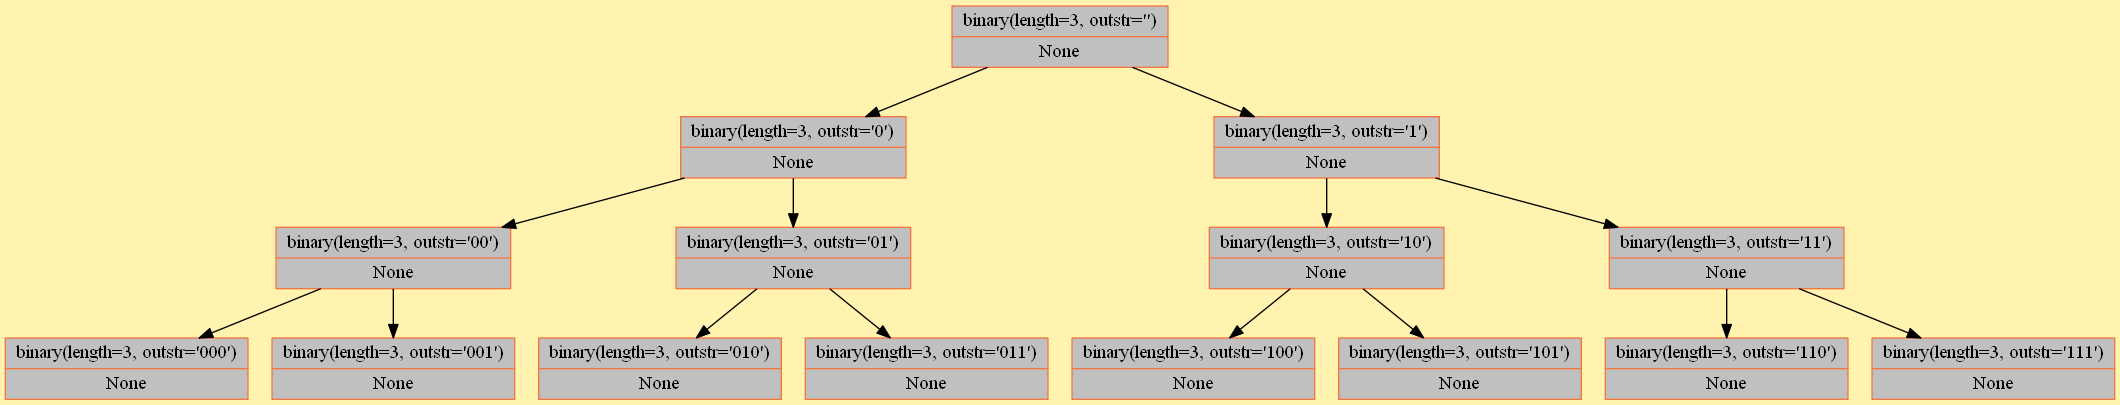 binary(length=3, outstr='')
None
binary(length=3, outstr='0')
None
binary(length=3, outstr='1')
None
binary(length=3, outstr='00')
None
binary(length=3, outstr='01')
None
binary(length=3, outstr='10')
None
binary(length=3, outstr='11')
None
binary(length=3, outstr='000')
None
binary(length=3, outstr='001')
None
binary(length=3, outstr='010')
None
binary(length=3, outstr='011')
None
binary(length=3, outstr='100')
None
binary(length=3, outstr='101')
None
binary(length=3, outstr='110')
None
binary(length=3, outstr='111')
None